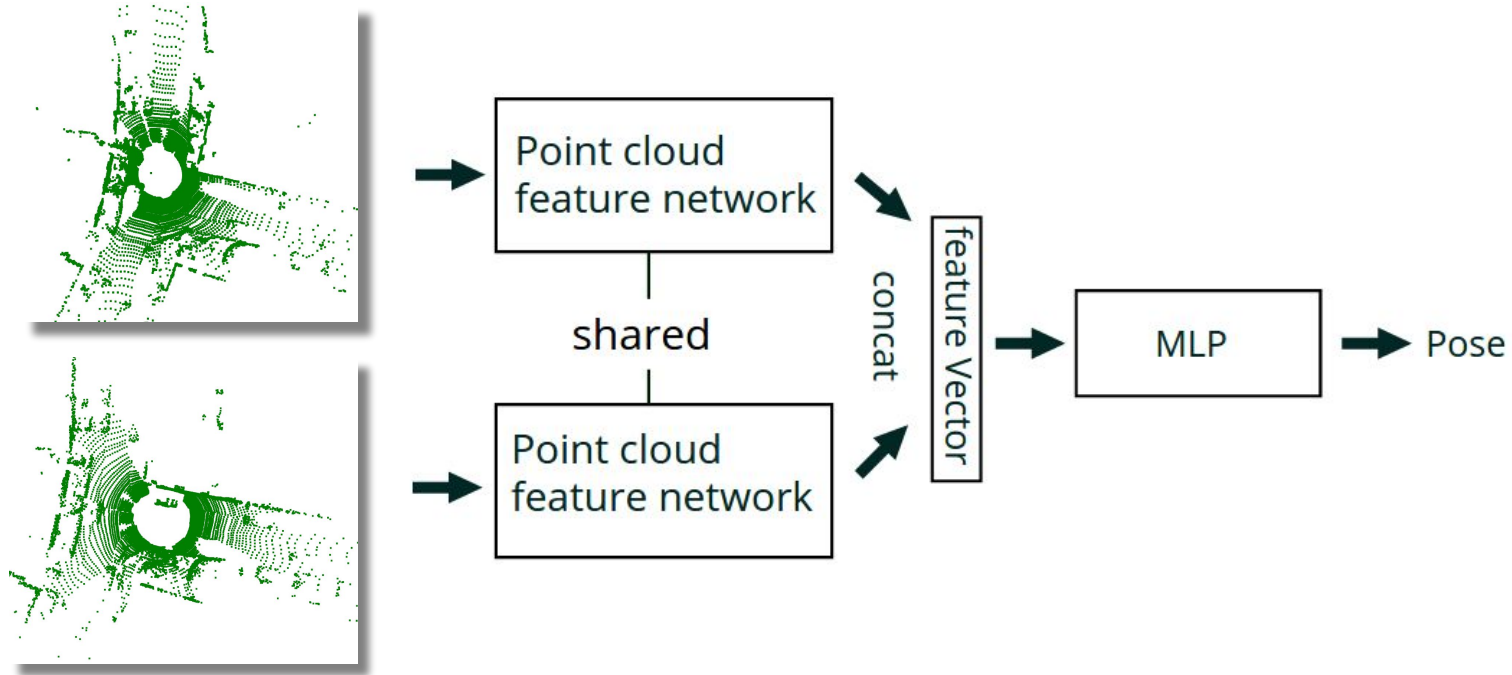 Point cloud
feature network
shared
Point cloud
feature network
concat
feature Vector
MLP
Pose